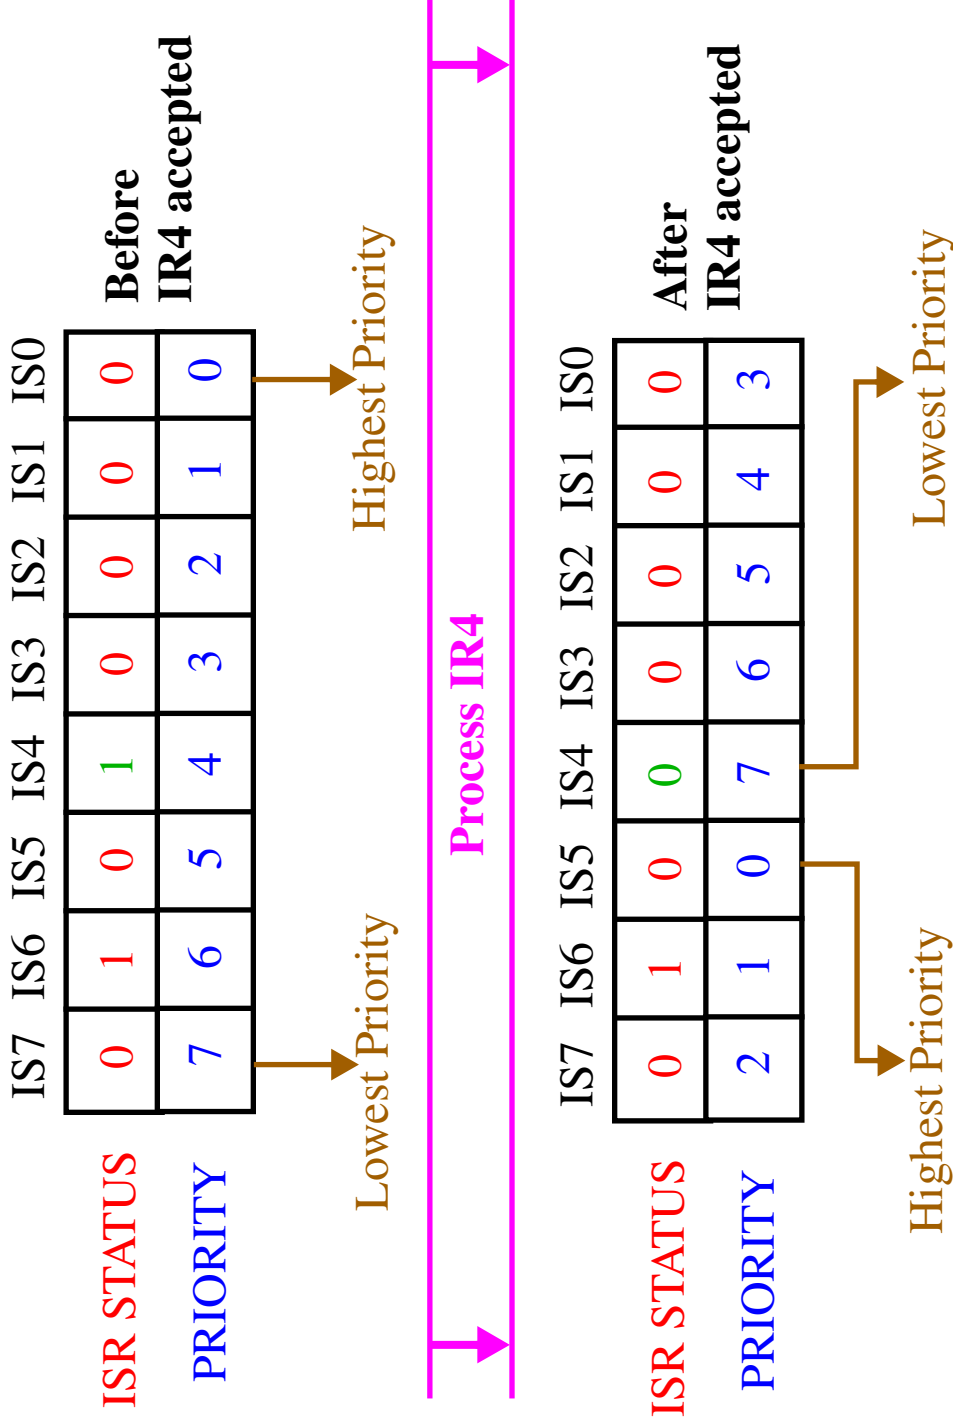 IS7 IS6 IS5 IS4 IS3 IS2 IS1 IS0
ISR STATUS 0 1 0 1 0 0 0 0 Before
PRIORITY 7 6 5 4 3 2 1 0 IR4 accepted
Lowest Priority Highest Priority
Process IR4
IS7 IS6 IS5 IS4 IS3 IS2 IS1 IS0
ISR STATUS 0 1 0 0 0 0 0 0 After
PRIORITY 2 1 0 7 6 5 4 3 IR4 accepted
Highest Priority Lowest Priority